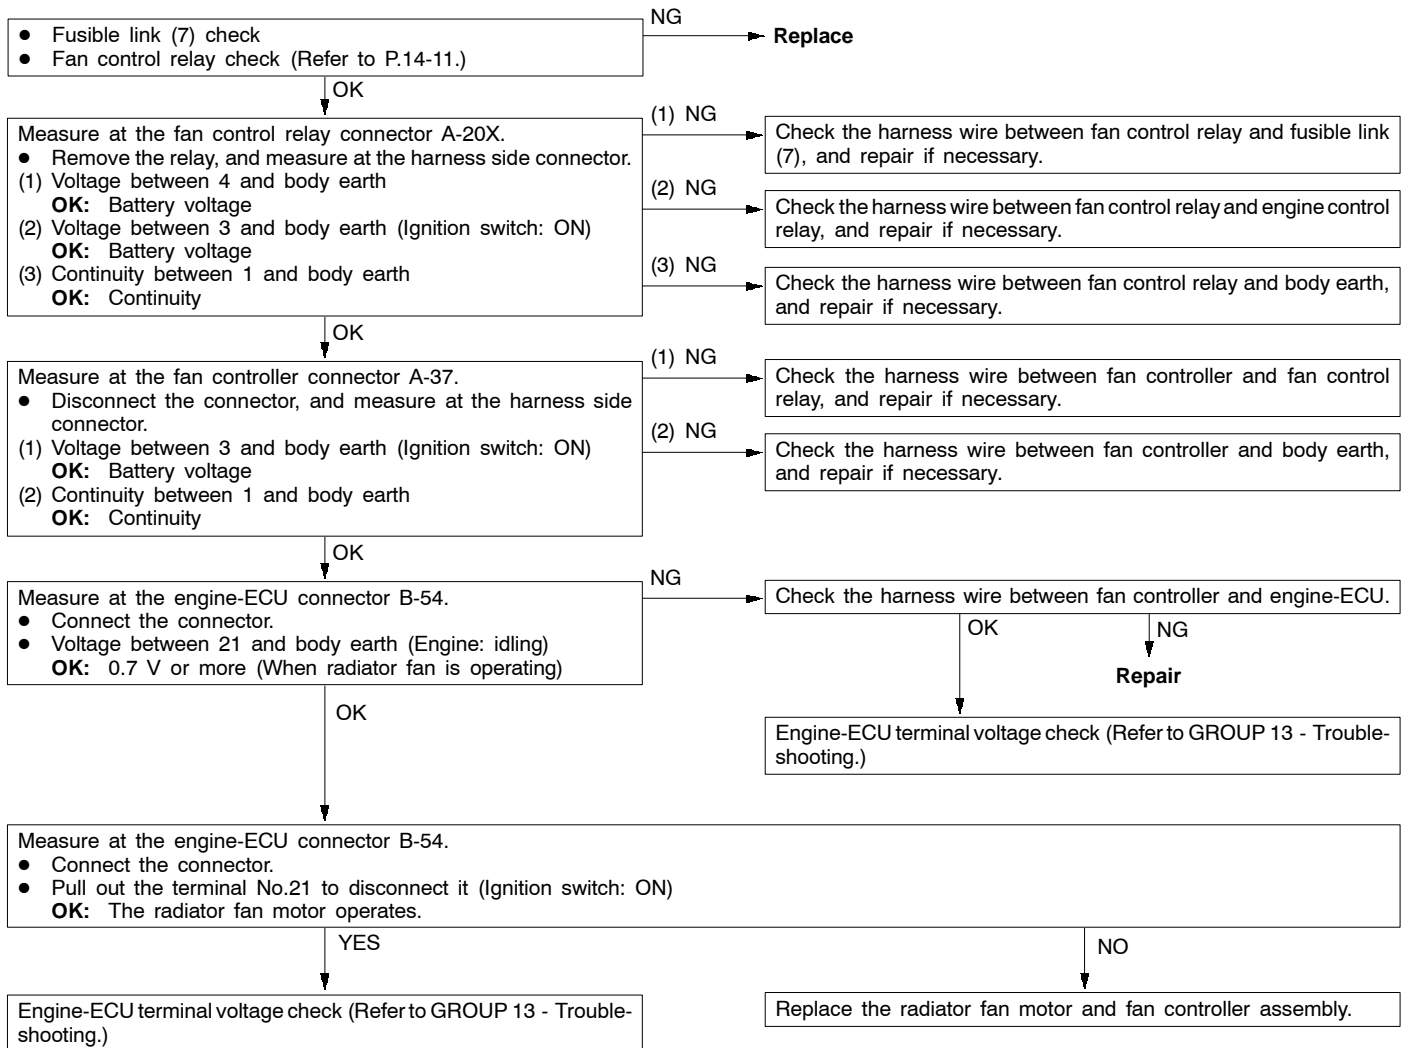 ● Fusible link (7) check
● Fan control relay check (Refer to P.14-11.)
NG
Replace
OK
Measure at the fan control relay connector A-20X.
● Remove the relay, and measure at the harness side connector.
(1) Voltage between 4 and body earth
OK: Battery voltage
(2) Voltage between 3 and body earth (Ignition switch: ON)
OK: Battery voltage
(3) Continuity between 1 and body earth
OK: Continuity
(1) NG
Check the harness wire between fan control relay and fusible link
(7), and repair if necessary.
(2) NG
Check the harness wire between fan control relay and engine control
relay, and repair if necessary.
(3) NG
Check the harness wire between fan control relay and body earth,
and repair if necessary.
OK
Measure at the fan controller connector A-37.
● Disconnect the connector, and measure at the harness side
connector.
(1) Voltage between 3 and body earth (Ignition switch: ON)
OK: Battery voltage
(2) Continuity between 1 and body earth
OK: Continuity
(1) NG
Check the harness wire between fan controller and fan control
relay, and repair if necessary.
(2) NG
Check the harness wire between fan controller and body earth,
and repair if necessary.
OK
Measure at the engine-ECU connector B-54.
● Connect the connector.
● Voltage between 21 and body earth (Engine: idling)
OK: 0.7 V or more (When radiator fan is operating)
NG
Check the harness wire between fan controller and engine-ECU.
OK
NG
Repair
Engine-ECU terminal voltage check (Refer to GROUP 13 - Trouble-
shooting.)
OK
Measure at the engine-ECU connector B-54.
● Connect the connector.
● Pull out the terminal No.21 to disconnect it (Ignition switch: ON)
OK: The radiator fan motor operates.
YES
NO
Engine-ECU terminal voltage check (Refer to GROUP 13 - Trouble-
shooting.)
Replace the radiator fan motor and fan controller assembly.